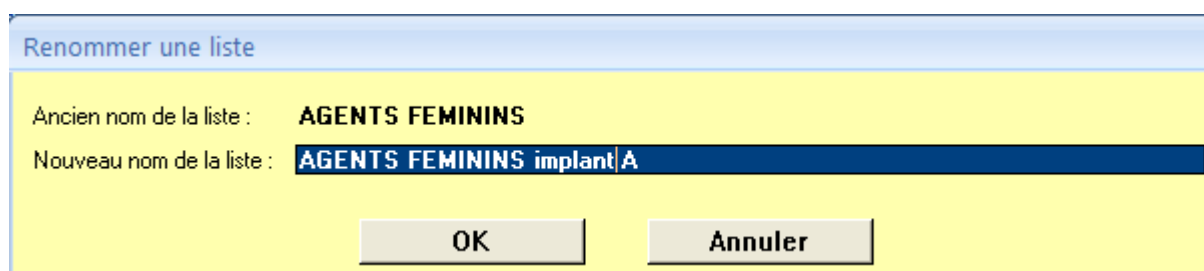 Renommer une liste
Ancien nom de la liste : AGENTS FEMININS
Nouveau nom de la liste : AGENTS FEMININS implant A
OK Annuler